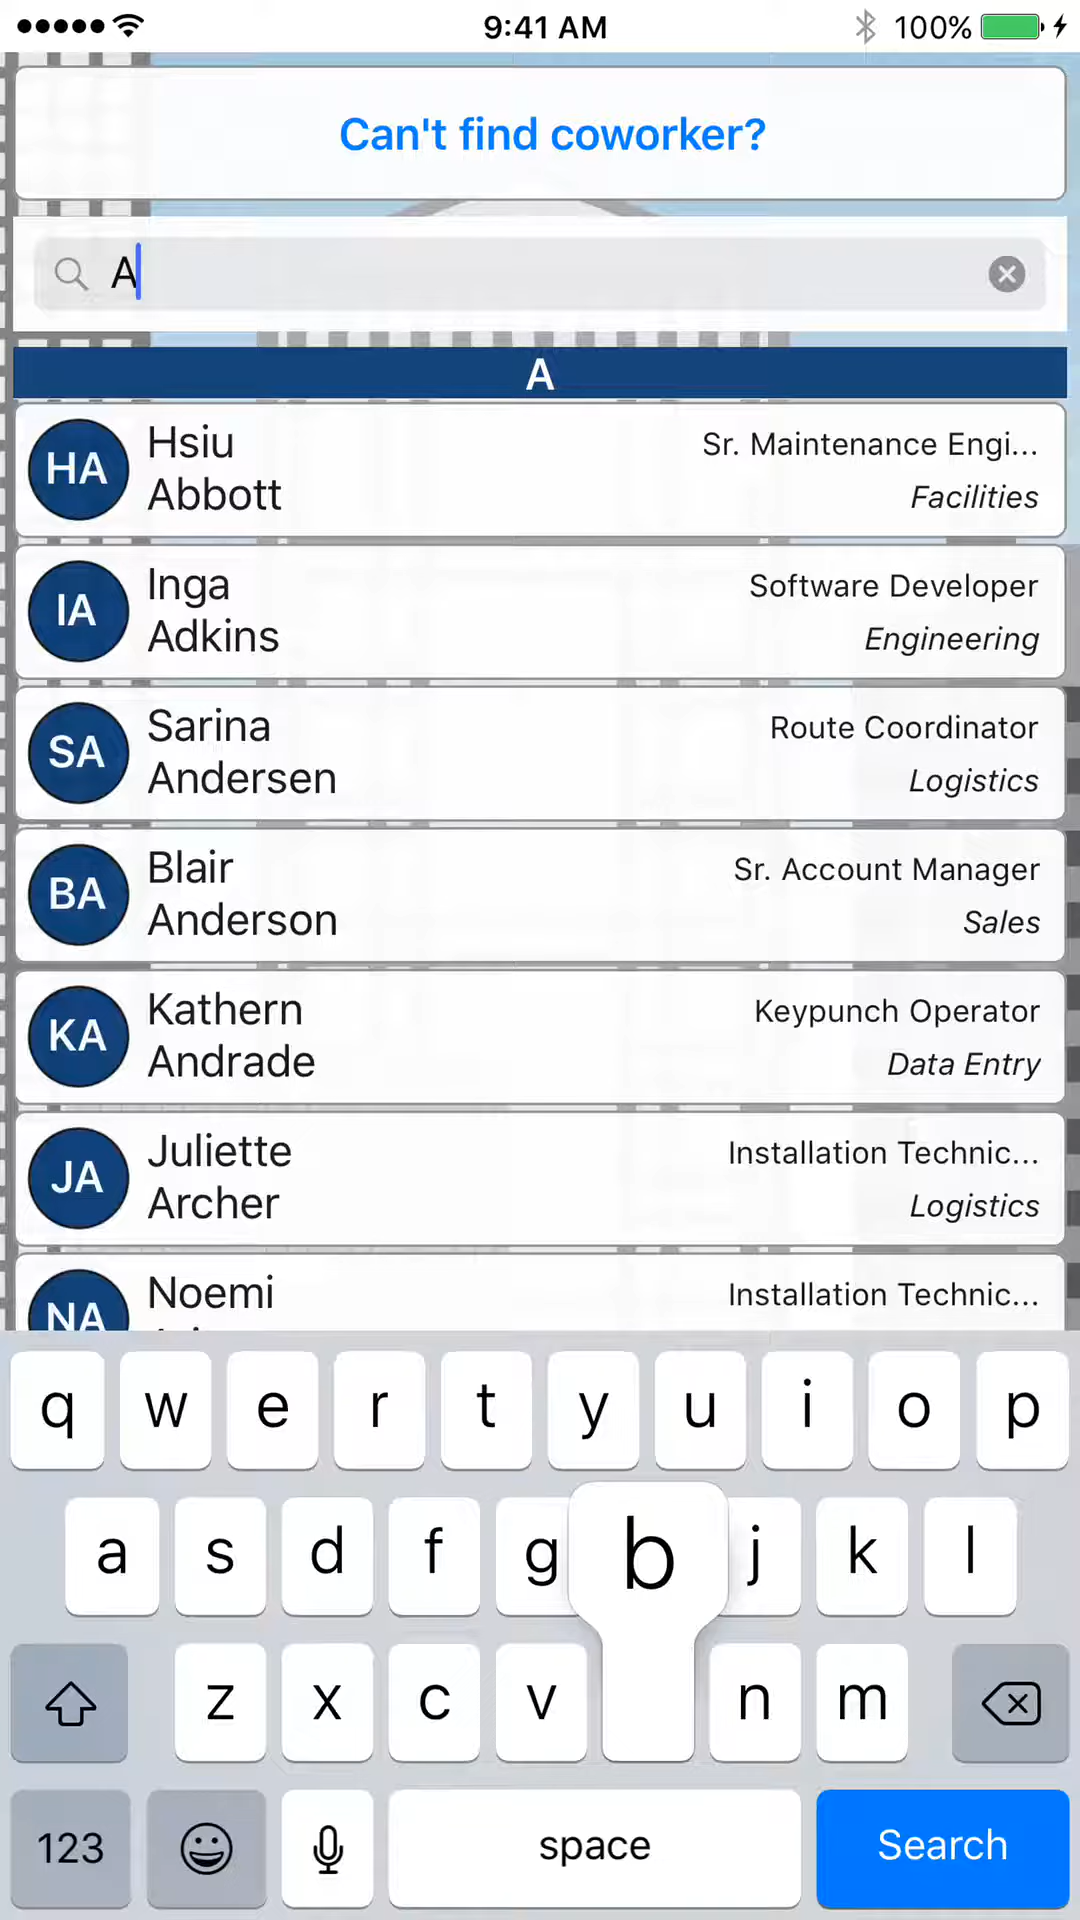 9:41 AM
100%
Can't find coworker?
A
A
HA
Hsiu
Abbott
Sr. Maintenance Engi...
Facilities
IA
Inga
Adkins
Software Developer
Engineering
SA
Sarina
Andersen
Route Coordinator
Logistics
BA
Blair
Anderson
Sr. Account Manager
Sales
KA
Kathern
Andrade
Keypunch Operator
Data Entry
JA
Juliette
Archer
Installation Technic...
Logistics
NA
Noemi
Installation Technic...
q w e r t y u i o p
a s d f g b j k l
z x c v n m
123 space Search